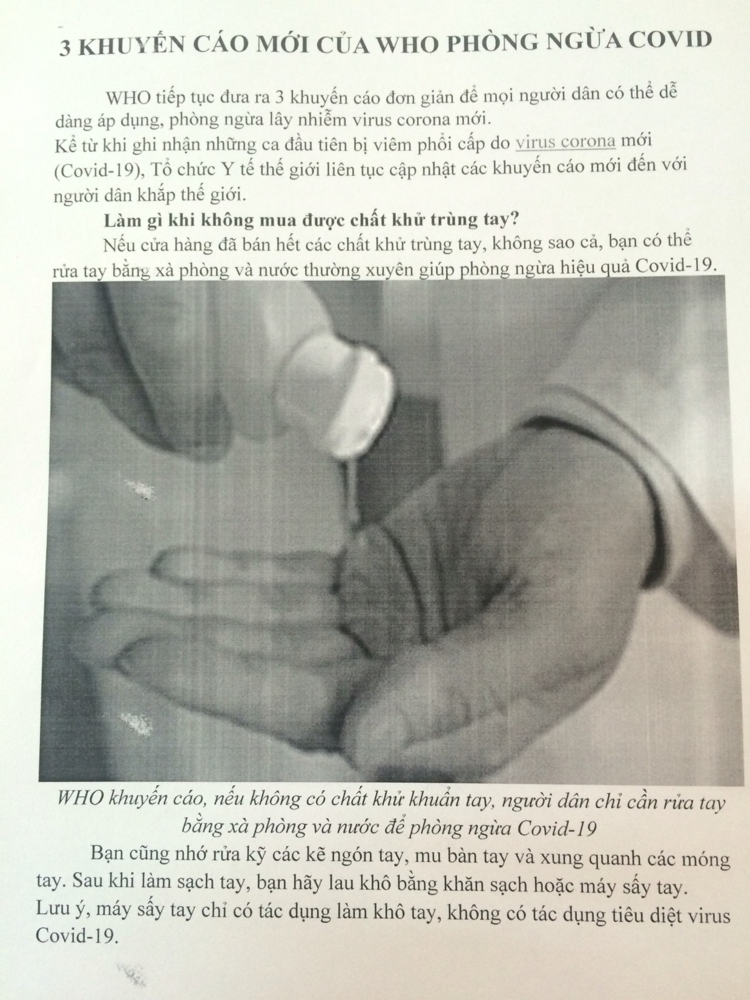 3 KHUYẾN CÁO MỚI CỦA WHO PHÒNG NGỪA COVID
WHO tiếp tục đưa ra 3 khuyến cáo đơn giản để mọi người dân có thể dễ
dàng áp dụng, phòng ngừa lây nhiễm virus corona mới.
Kể từ khi ghi nhận những ca đầu tiên bị viêm phổi cấp do virus corona mới
(Covid-19), Tổ chức Y tế thế giới liên tục cập nhật các khuyến cáo mới đến với
người dân khắp thế giới.
Làm gì khi không mua được chất khử trùng tay?
Nếu cửa hàng đã bán hết các chất khử trùng tay, không sao cả, bạn có thể
rửa tay bằng xà phòng và nước thường xuyên giúp phòng ngừa hiệu quả Covid-19.
WHO khuyến cáo, nếu không có chất khử khuẩn tay, người dân chỉ cần rửa tay
bằng xà phòng và nước để phòng ngừa Covid-19
Bạn cũng nhớ rửa kỹ các kẽ ngón tay, mu bàn tay và xung quanh các móng
tay. Sau khi làm sạch tay, bạn hãy lau khô bằng khăn sạch hoặc máy sấy tay.
Lưu ý, máy sấy tay chỉ có tác dụng làm khô tay, không có tác dụng tiêu diệt virus
Covid-19.